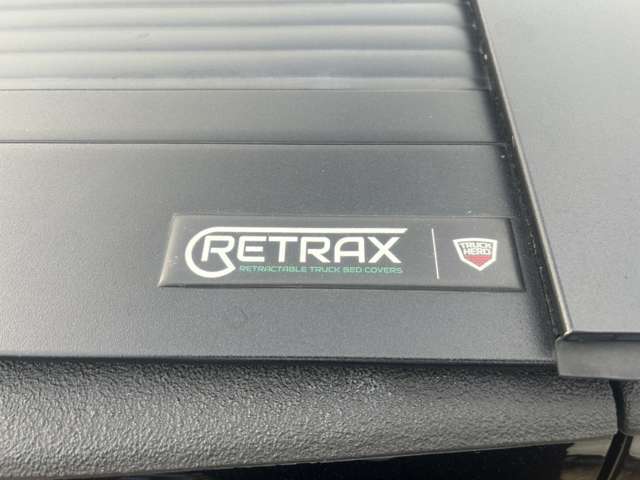 RETRAX
RETRACTABLE TRUCK BED COVERS
TRUCK
HERO